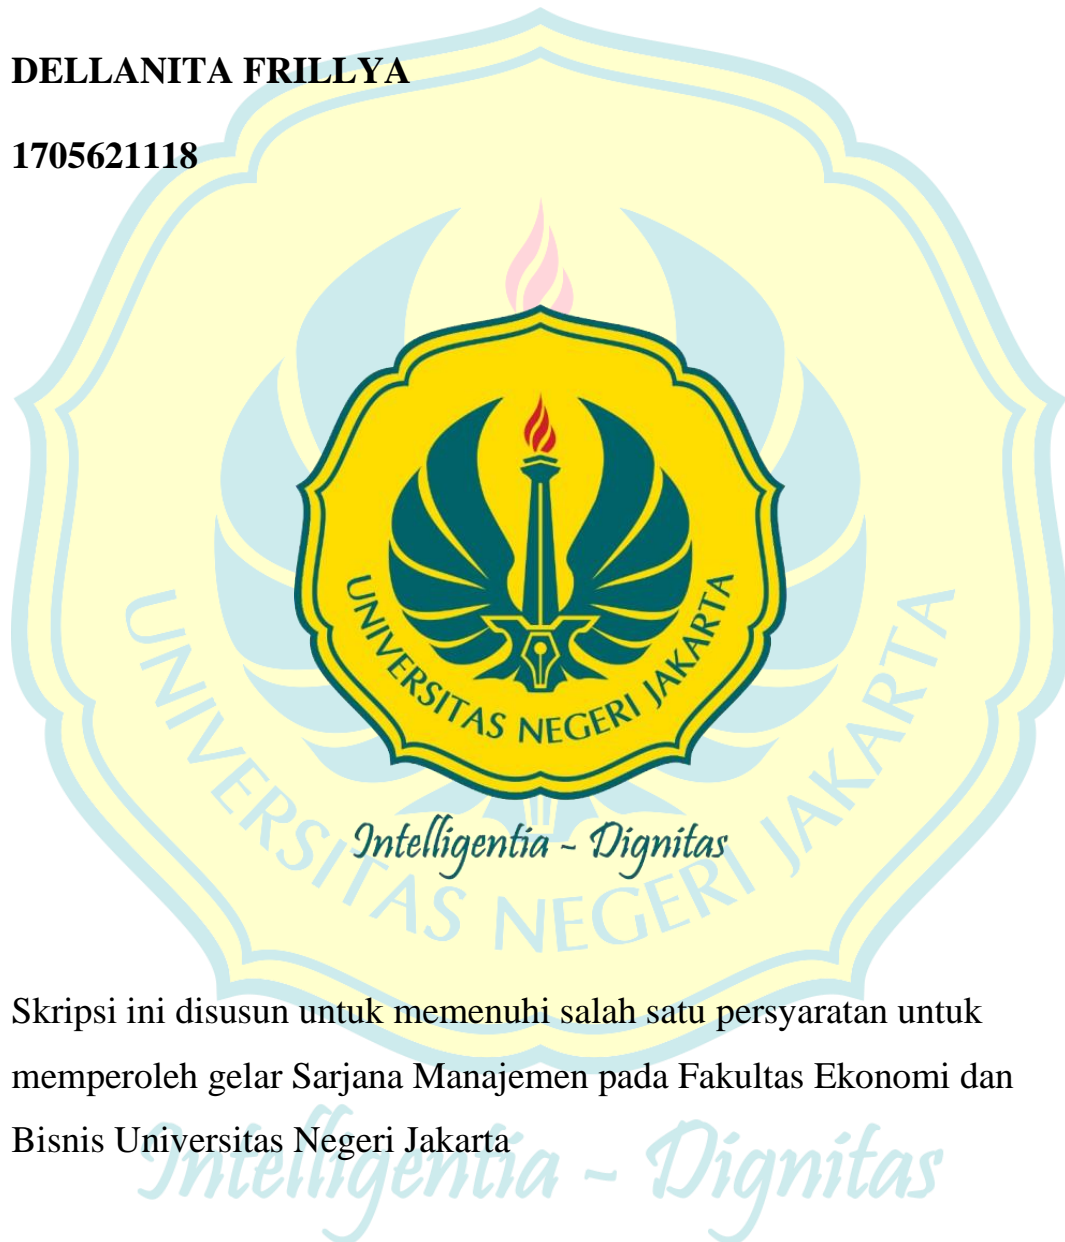 DELLANITA FRILLYA
1705621118
UNIVERSITAS NEGERI JAKARTA
Intelligentia - Dignitas
UNIVERSITAS NEGERI JAKARTA
Skripsi ini disusun untuk memenuhi salah satu persyaratan untuk
memperoleh gelar Sarjana Manajemen pada Fakultas Ekonomi dan
Bisnis Universitas Negeri Jakarta
Intelligentia - Dignitas